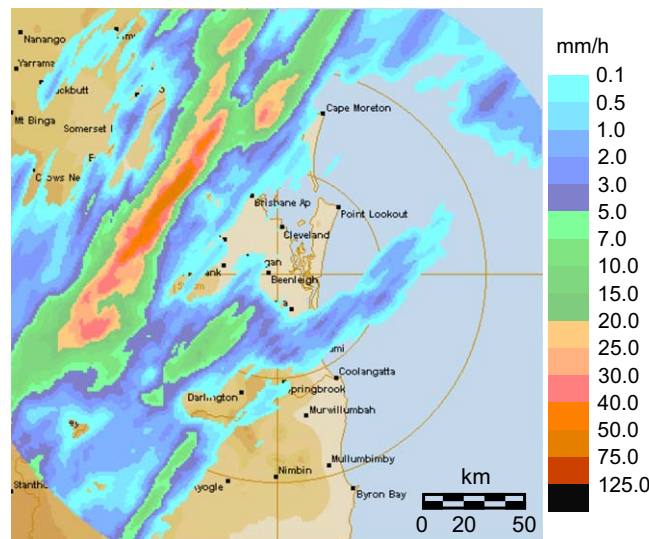 Nanango
Yarrama
Mt Binga
Somerset
Cape Moreton
Brisbane Ap
Point Lookout
Cleveland
Beenleigh
Coolangatta
Springbrook
Darlington
Murwillumbah
Nimbin
Mullumbimby
Byron Bay
km
0 20 50
mm/h
0.1
0.5
1.0
2.0
3.0
5.0
7.0
10.0
15.0
20.0
25.0
30.0
40.0
50.0
75.0
125.0